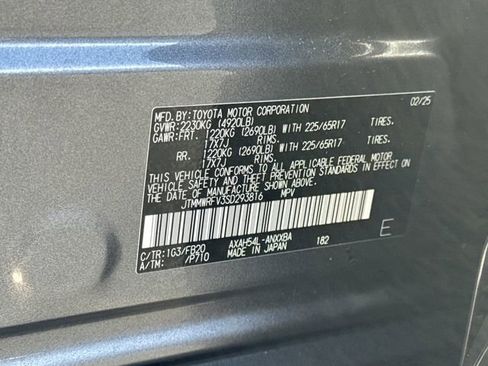 MFD.BY:TOYOTA MOTOR CORPORATION 02/25
GVWR:2230KG (4920LB)
GAWR:FRT. 1220KG (2690LB) WITH 225/65R17 TIRES.
17X7J RIMS.
RR. 1220KG (2690LB) WITH 225/65R17 TIRES.
17X7J RIMS.
THIS VEHICLE CONFORMS TO ALL APPLICABLE FEDERAL MOTOR
VEHICLE SAFETY, BUMPER, AND THEFT PREVENTION
STANDARDS IN EFFECT ON THE DATE OF MANUFACTURE
SHOWN ABOVE.
JTMMWRFV3SD293816 MPV
C/TR:1G3/FB20 AXAH54L-ANXXBA 182
A/TM: /P710 MADE IN JAPAN
E